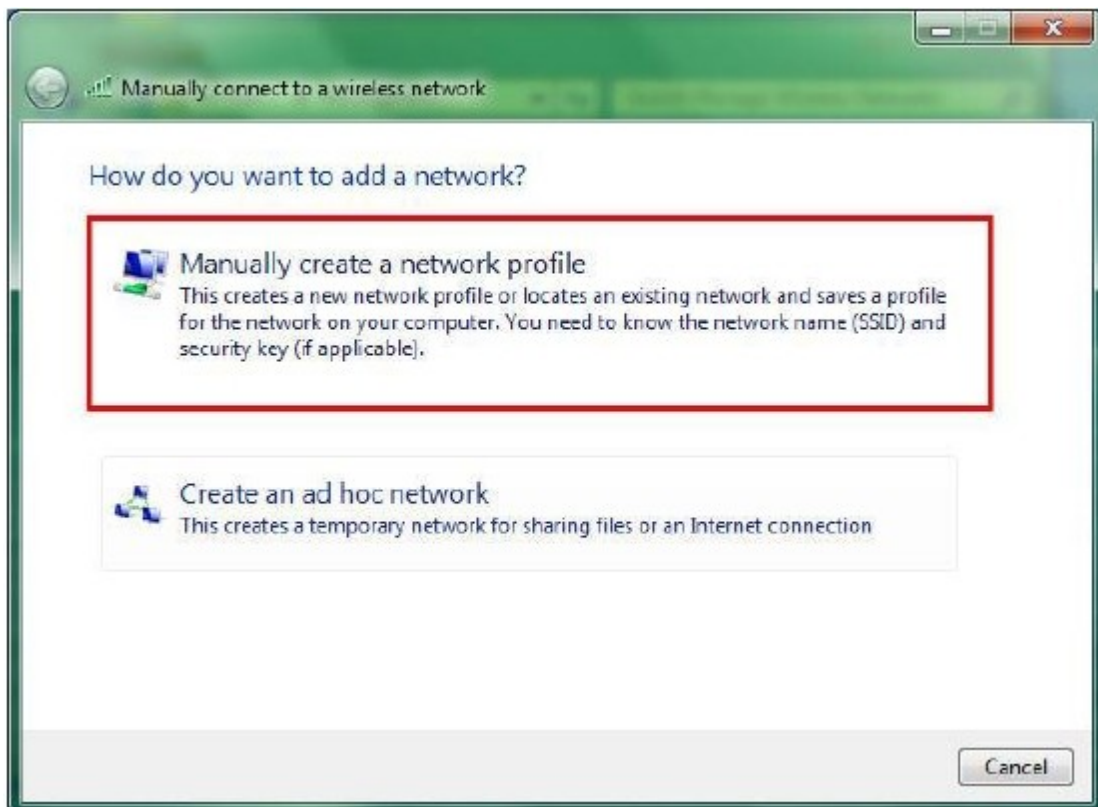 Manually connect to a wireless network
How do you want to add a network?
Manually create a network profile
This creates a new network profile or locates an existing network and saves a profile
for the network on your computer. You need to know the network name (SSID) and
security key (if applicable).
Create an ad hoc network
This creates a temporary network for sharing files or an Internet connection
Cancel